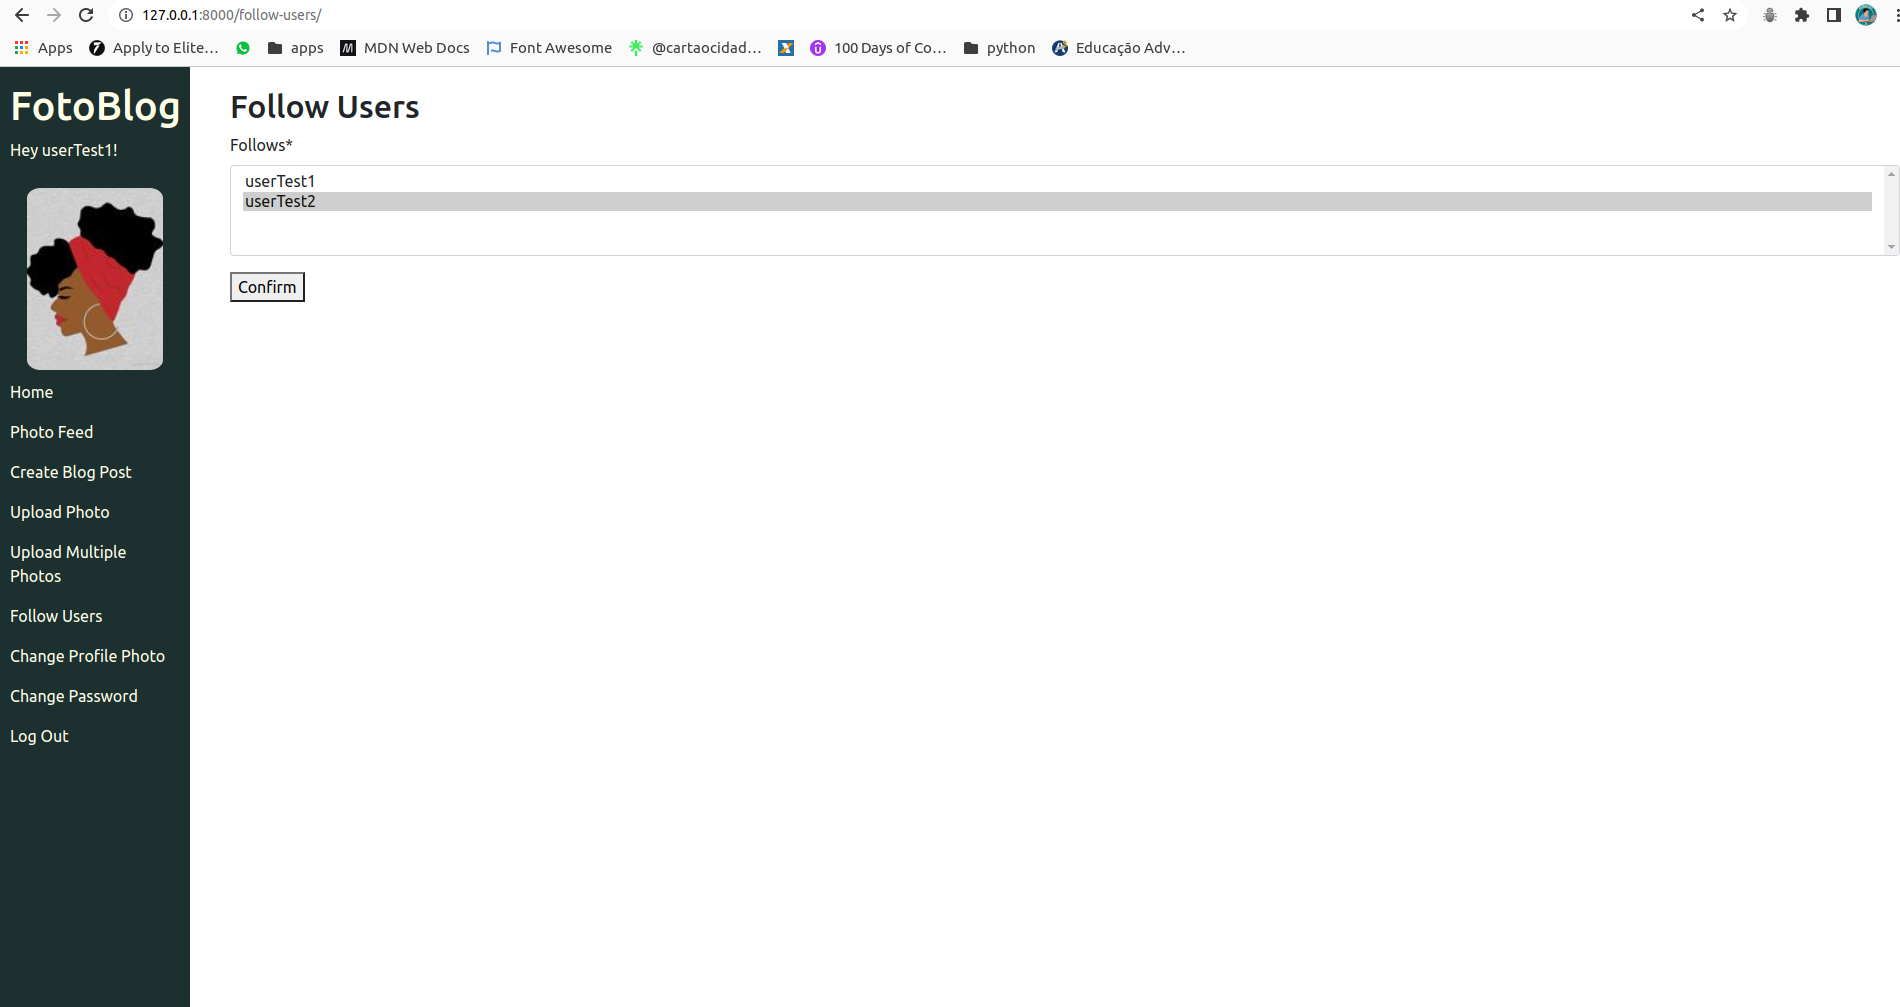 127.0.0.1:8000/follow-users/
Apps Apply to Elite… apps MDN Web Docs Font Awesome @cartaocidad… 100 Days of Co… python Educação Adv…
FotoBlog
Hey userTest1!
Home
Photo Feed
Create Blog Post
Upload Photo
Upload Multiple
Photos
Follow Users
Change Profile Photo
Change Password
Log Out
Follow Users
Follows*
userTest1
userTest2
Confirm